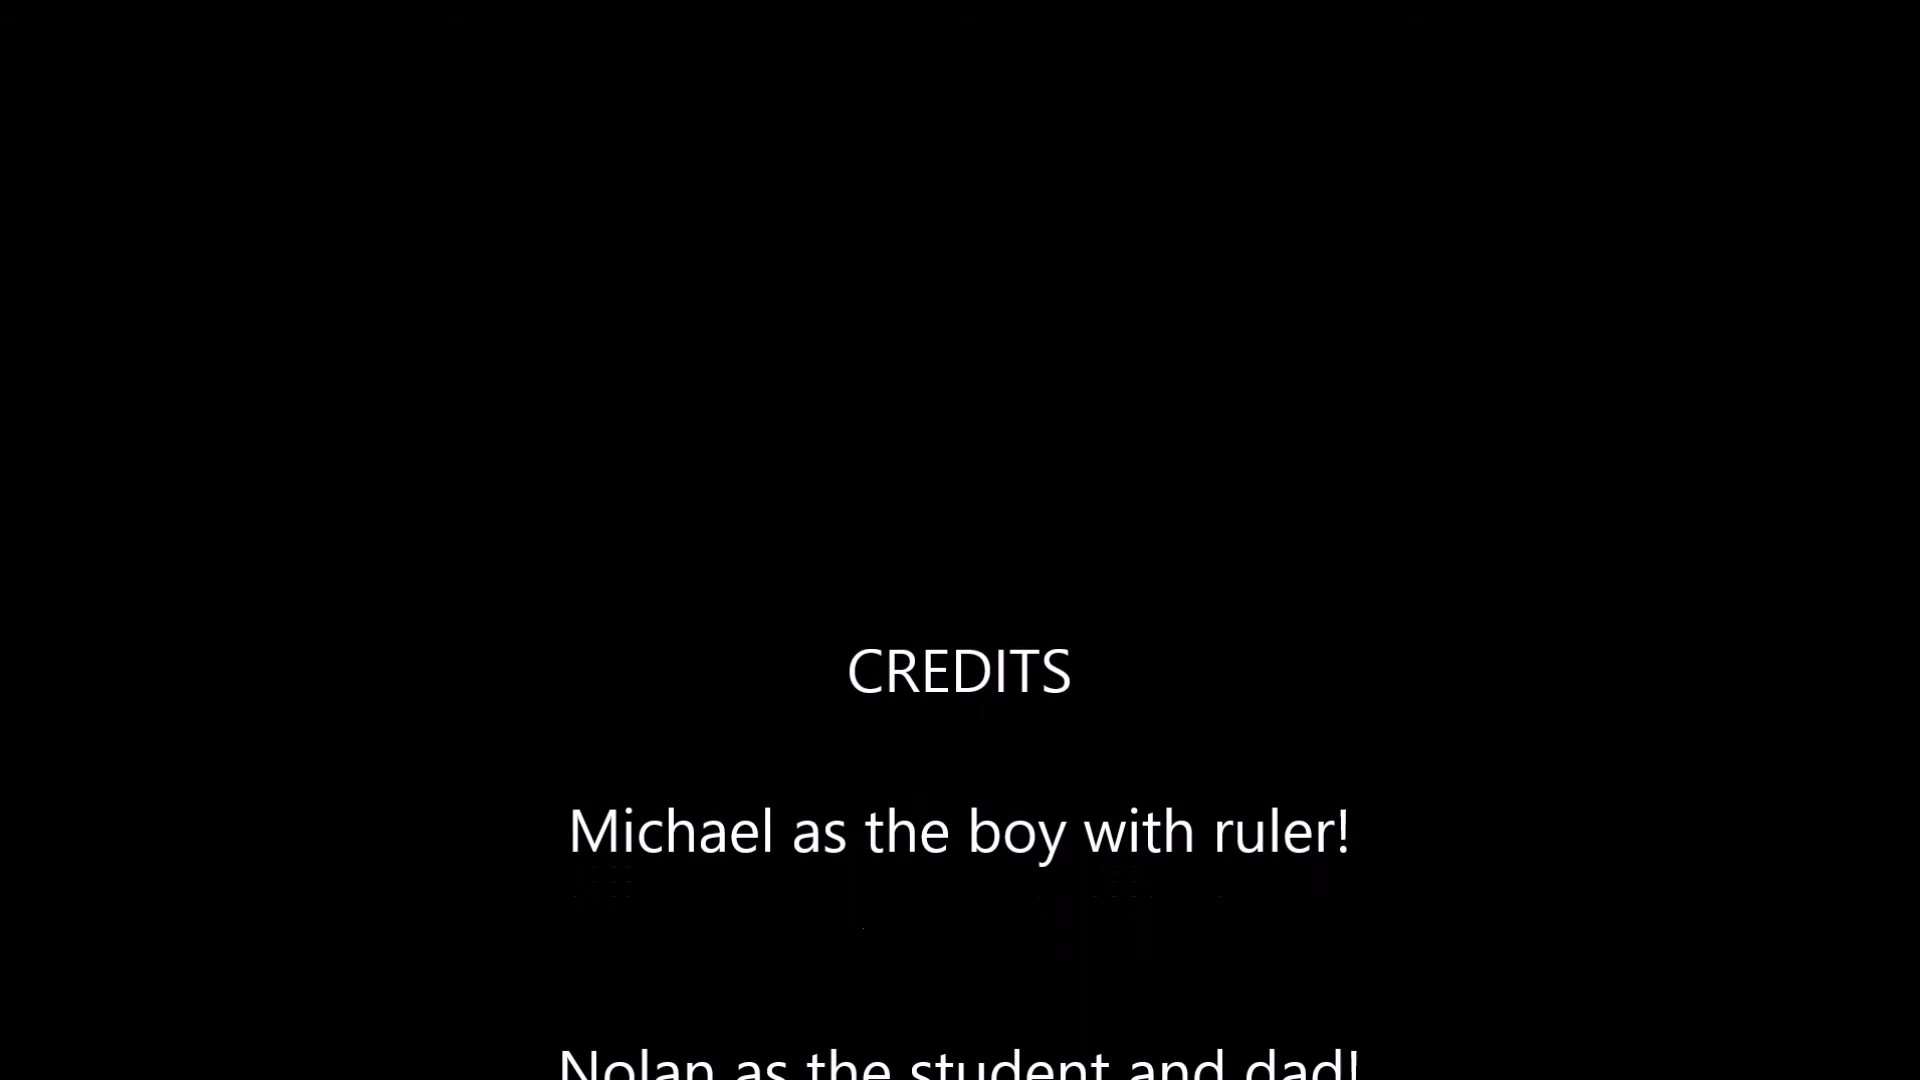 CREDITS
Michael as the boy with ruler!
Nolan as the student and dad!